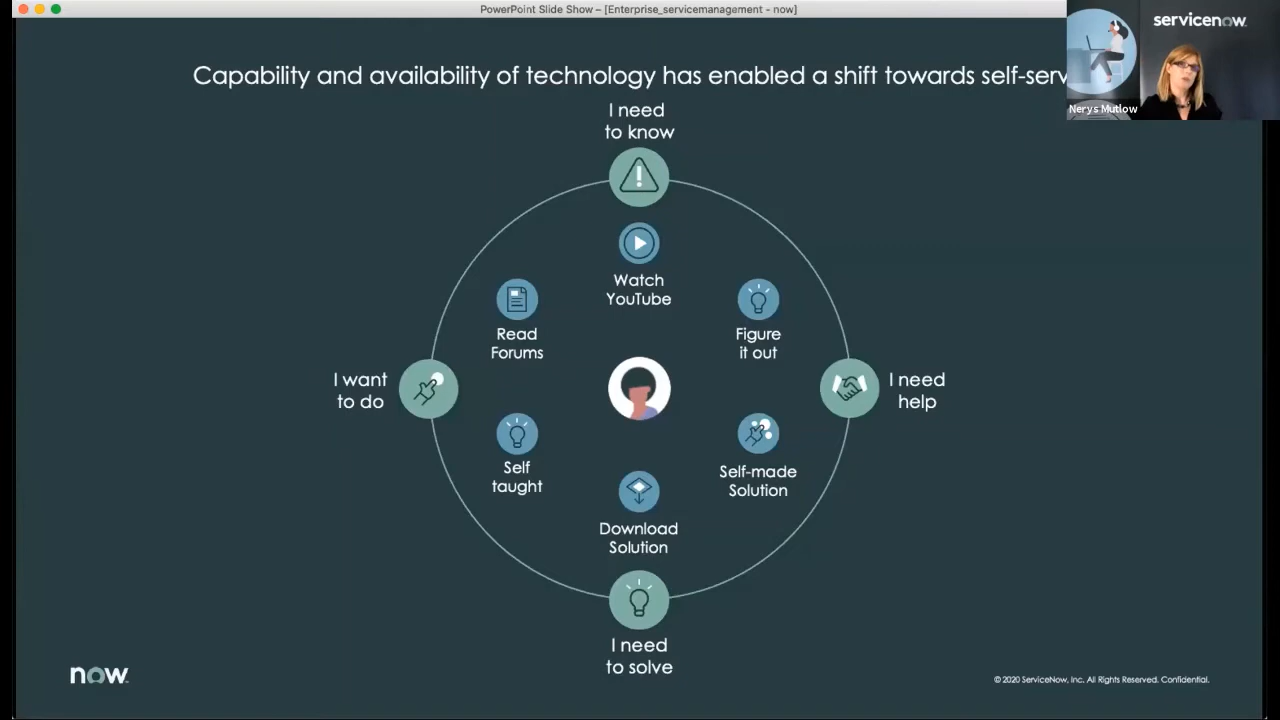 PowerPoint Slide Show – [Enterprise_servicemanagement - now]
servicenow.
Nerys Mutlow
Capability and availability of technology has enabled a shift towards
I need
to know
Watch
YouTube
Read
Forums
Figure
it out
I want
to do
I need
help
Self
taught
Self-made
Solution
Download
Solution
I need
to solve
now.
© 2020 ServiceNow, Inc. All Rights Reserved. Confidential.